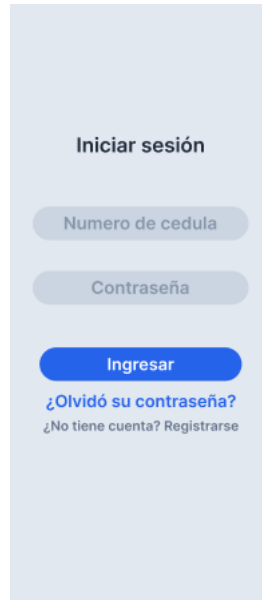 Iniciar sesión
Numero de cedula
Contraseña
Ingresar
¿Olvidó su contraseña?
¿No tiene cuenta? Registrarse